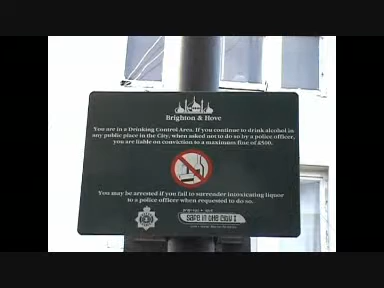 Brighton & Hove
You are in a Drinking Control Area. If you continue to drink alcohol in
any public place in the City, when asked not to do so by a police officer,
you are liable on conviction to a maximum fine of £500.
You may be arrested if you fail to surrender intoxicating liquor
to a police officer when requested to do so.
safe in the city